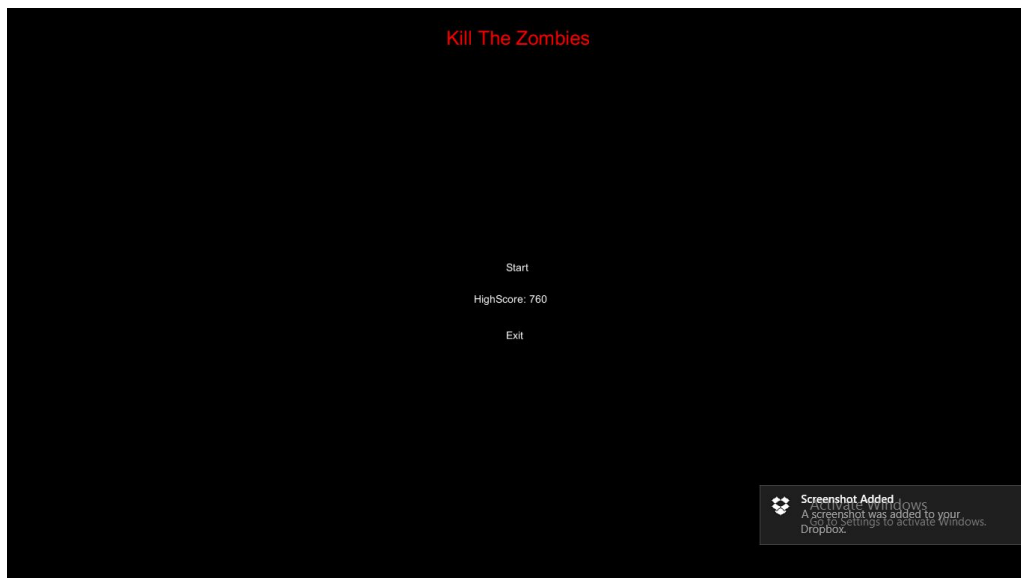 Kill The Zombies
Start
HighScore: 760
Exit
Screenshot Added
A screenshot was added to your
Dropbox.
Activate Windows
Go to Settings to activate Windows.